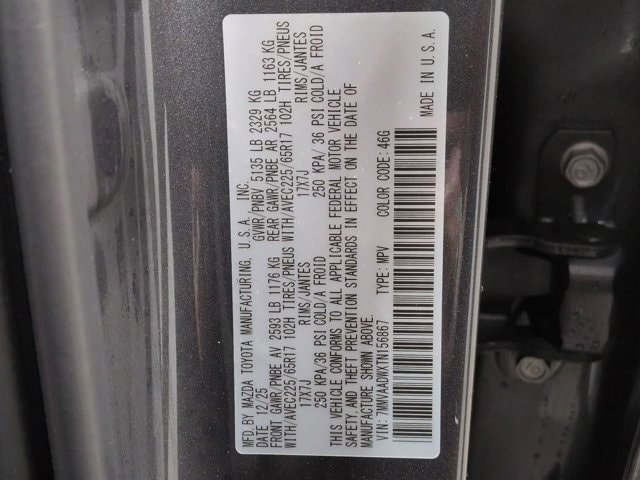 MFD. BY MAZDA TOYOTA MANUFACTURING, U.S.A., INC.
DATE 12/25 GVWR/PNBV 5135 LB 2329 KG
FRONT GAWR/PNBE AV 2593 LB 1176 KG REAR GAWR/PNBE AR 2564 LB 1163 KG
WITH/AVEC225/65R17 102H TIRES/PNEUS WITH/AVEC225/65R17 102H TIRES/PNEUS
17X7J RIMS/JANTES 17X7J RIMS/JANTES
250 KPA/36 PSI COLD/A FROID 250 KPA/ 36 PSI COLD/A FROID
THIS VEHICLE CONFORMS TO ALL APPLICABLE FEDERAL MOTOR VEHICLE
SAFETY, AND THEFT PREVENTION STANDARDS IN EFFECT ON THE DATE OF
MANUFACTURE SHOWN ABOVE.
VIN: 7MMVAADWXTN156867 TYPE: MPV COLOR CODE: 46G
MADE IN U.S.A.